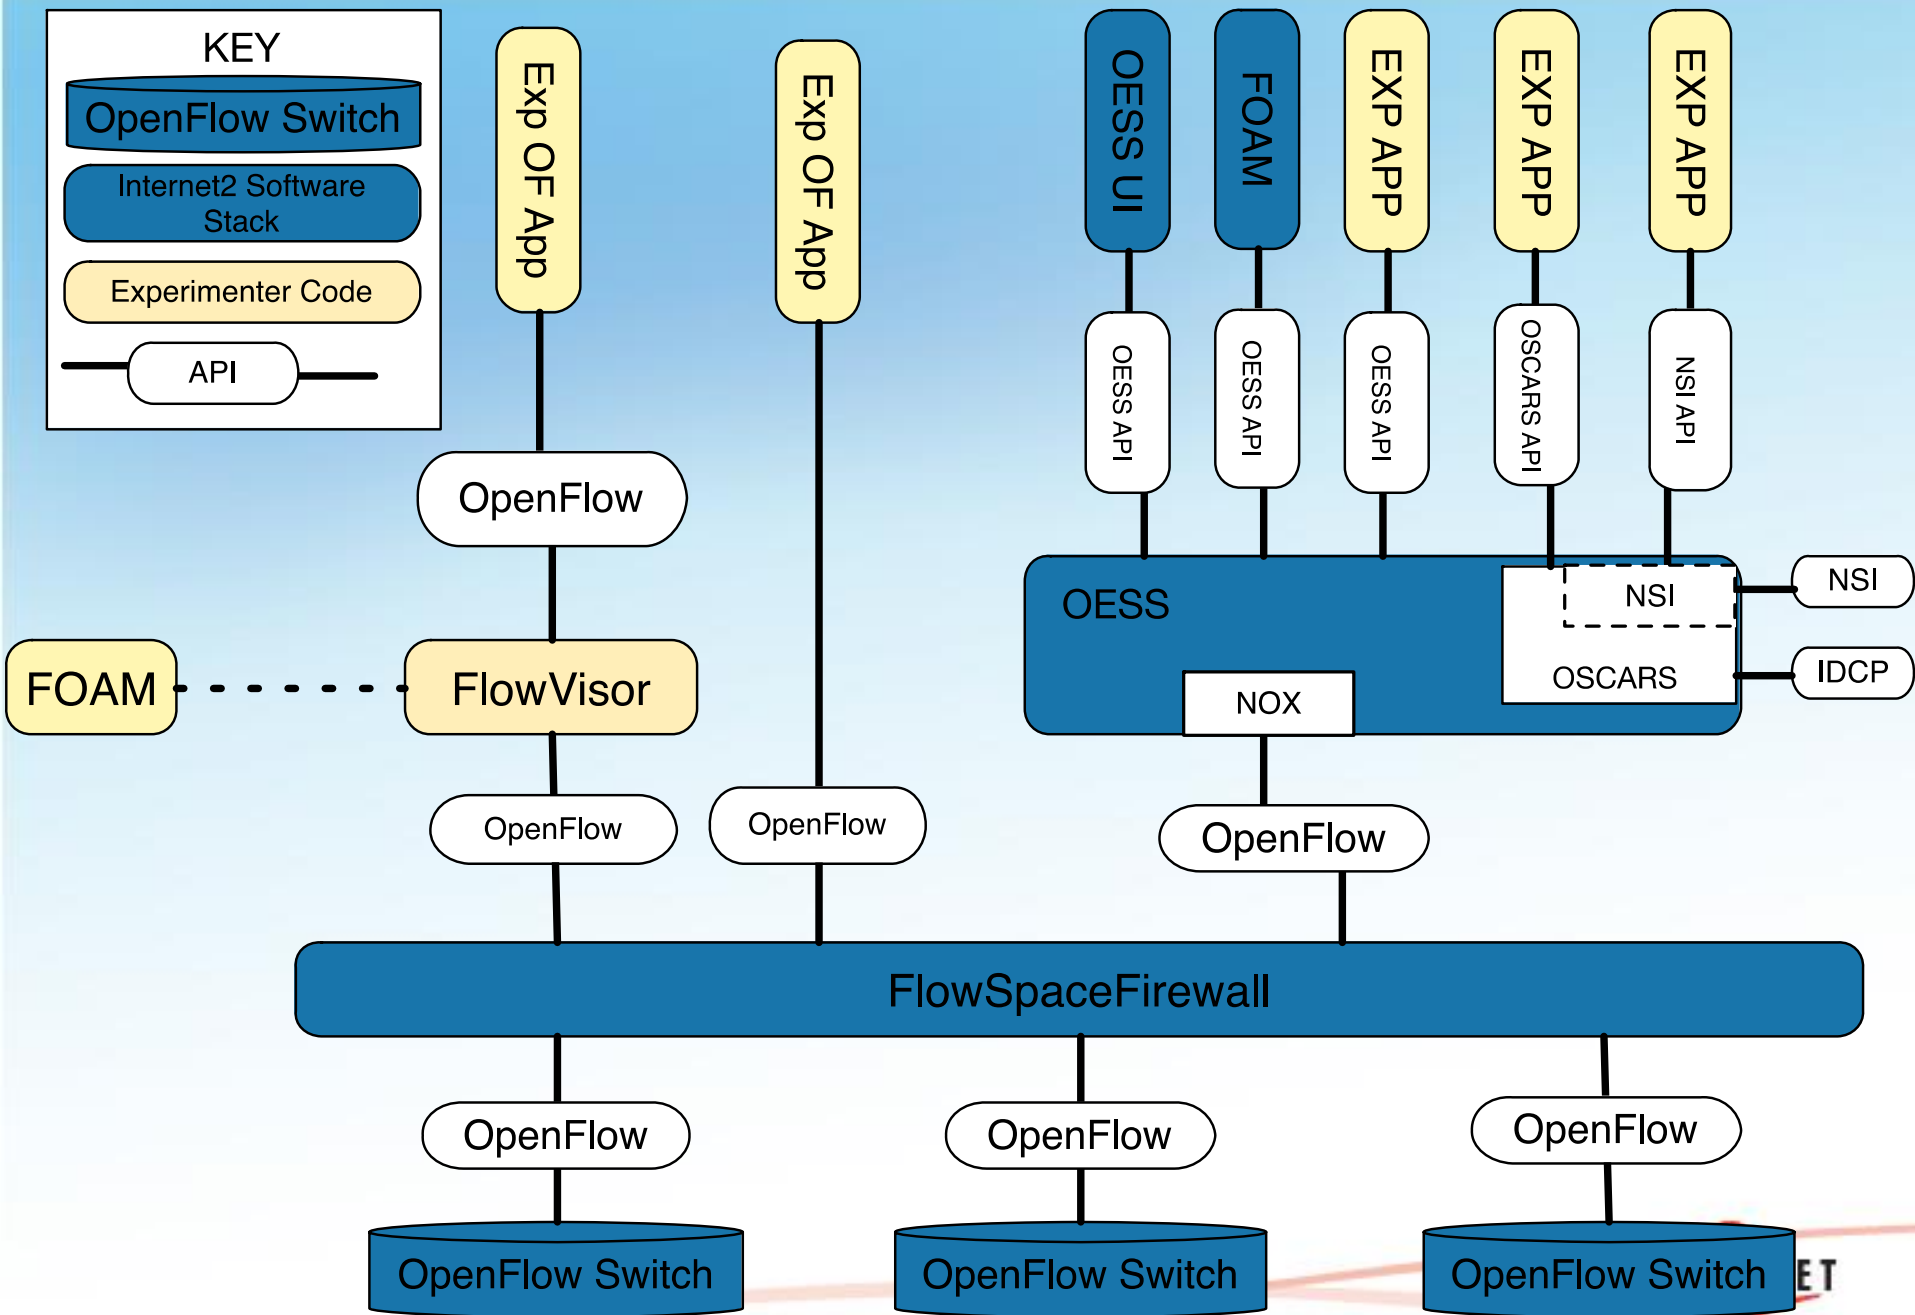 KEY
OpenFlow Switch
Internet2 Software
Stack
Experimenter Code
API
Exp OF App
Exp OF App
OESS UI
FOAM
EXP APP
EXP APP
EXP APP
OESS API
OESS API
OESS API
OSCARS API
NSI API
OpenFlow
OESS
NSI
NSI
OSCARS
IDCP
NOX
FOAM
FlowVisor
OpenFlow
OpenFlow
OpenFlow
FlowSpaceFirewall
OpenFlow
OpenFlow
OpenFlow
OpenFlow Switch
OpenFlow Switch
OpenFlow Switch
ET